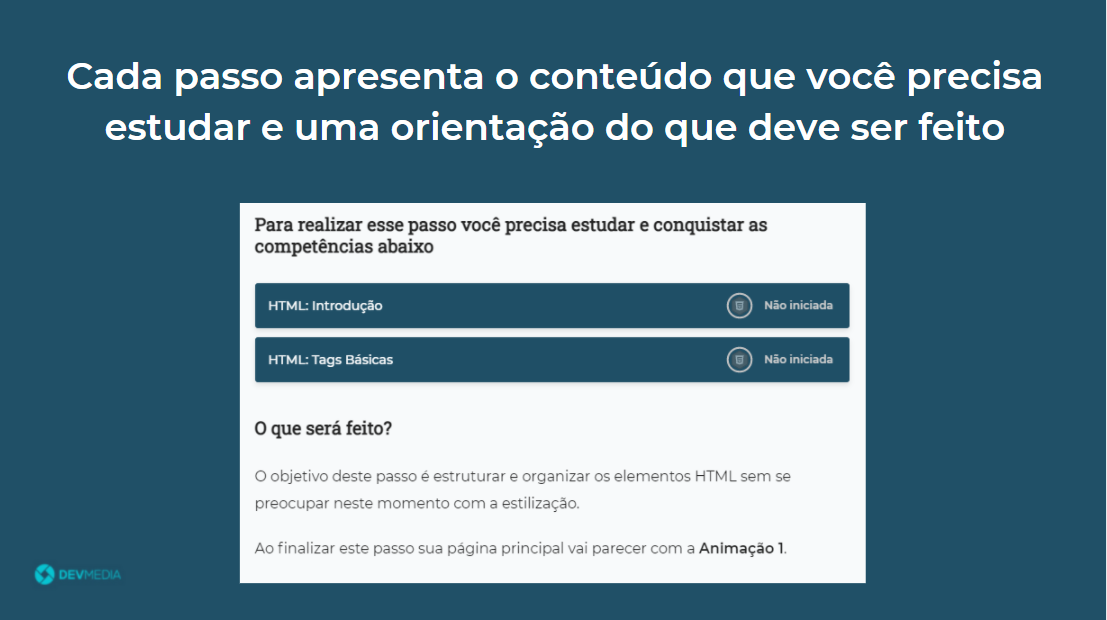 Cada passo apresenta o conteúdo que você precisa
estudar e uma orientação do que deve ser feito
Para realizar esse passo você precisa estudar e conquistar as
competências abaixo
HTML: Introdução Não iniciada
HTML: Tags Básicas Não iniciada
O que será feito?
O objetivo deste passo é estruturar e organizar os elementos HTML sem se
preocupar neste momento com a estilização.
Ao finalizar este passo sua página principal vai parecer com a Animação 1.
DEVMEDIA